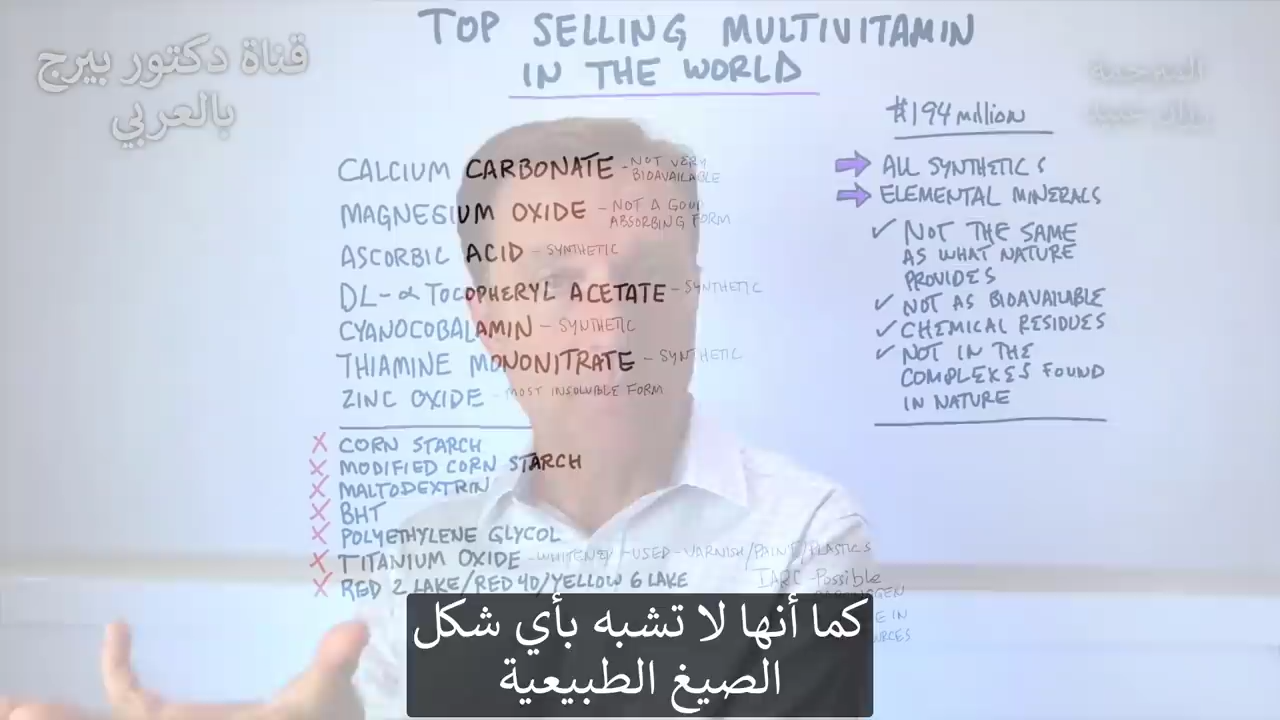 TOP SELLING MULTIVITAMIN
IN THE WORLD
قناة دكتور بيرج
بالعربي
المترجمة
$194 million
CALCIUM CARBONATE - NOT VERY
BIOAVAILABLE
MAGNESIUM OXIDE - NOT A GOOD
ABSORBING FORM
ASCORBIC ACID - SYNTHETIC
DL-α TOCOPHERYL ACETATE - SYNTHETIC
CYANOCOBALAMIN - SYNTHETIC
THIAMINE MONONITRATE - SYNTHETIC
ZINC OXIDE - MOST INSOLUBLE FORM
➡ ALL SYNTHETICS
➡ ELEMENTAL MINERALS
✓ NOT THE SAME
AS WHAT NATURE
PROVIDES
✓ NOT AS BIOAVAILABLE
✓ CHEMICAL RESIDUES
✓ NOT IN THE
COMPLEXES FOUND
IN NATURE
X CORN STARCH
X MODIFIED CORN STARCH
X MALTODEXTRIN
X BHT
X POLYETHYLENE GLYCOL
X TITANIUM OXIDE - WHITENER - USED - VARNISH/PAINT/PLASTICS
X RED 2 LAKE/RED 40/YELLOW 6 LAKE
IARC - Possible
IN
كما أنها لا تشبه بأي شكل
الصيغ الطبيعية